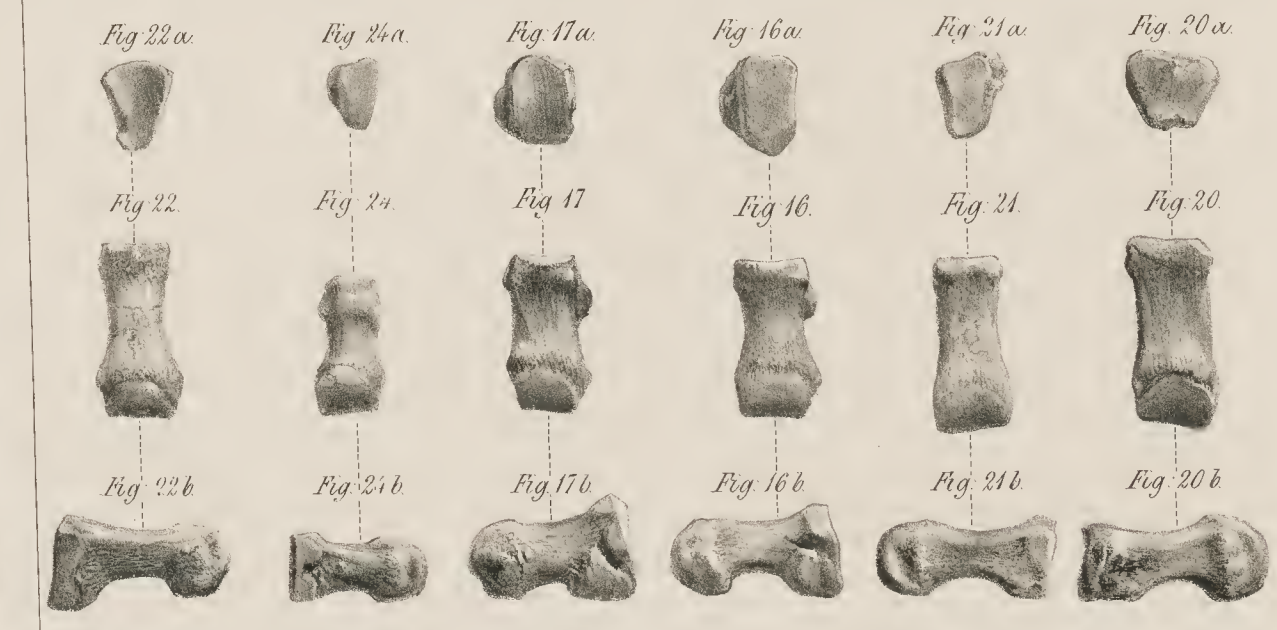 Fig 22 a.
Fig 24 a.
Fig: 17 a.
Fig 16 a.
Fig: 21 a.
Fig. 20 a.
Fig 22.
Fig: 24.
Fig 17
Fig 16.
Fig: 21.
Fig: 20.
Fig 22 b.
Fig: 24 b.
Fig 17 b.
Fig 16 b.
Fig: 21 b.
Fig: 20 b.